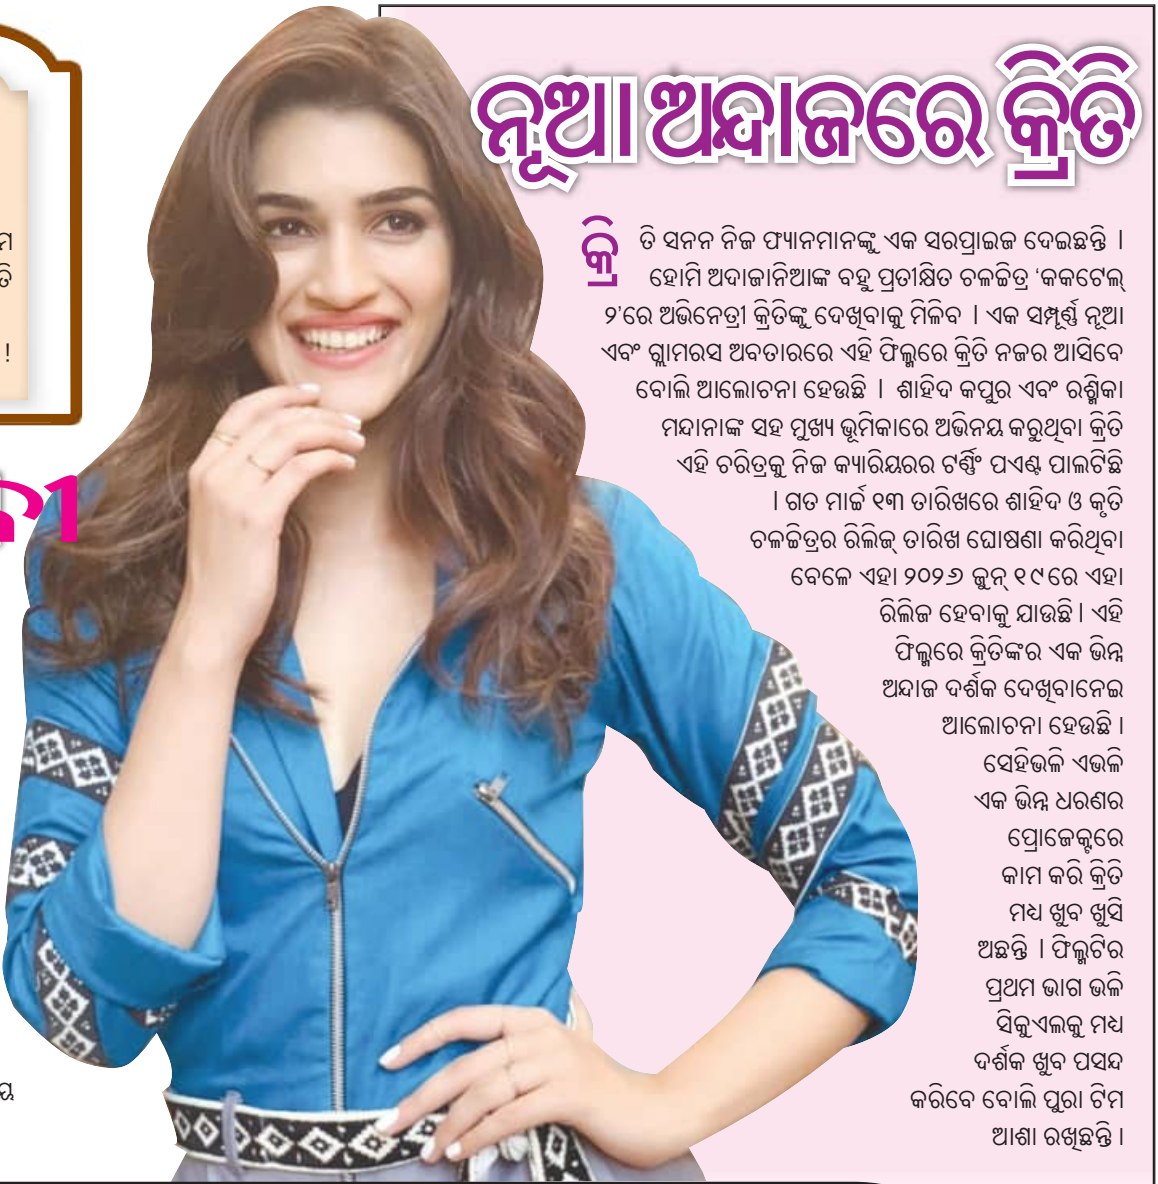 ନୂଆ ଅନ୍ଦାଜରେ କ୍ରିତି
କ୍ରିତି ସନନ ନିଜ ଫ୍ୟାନମାନଙ୍କୁ ଏକ ସରପ୍ରାଇଜ ଦେଇଛନ୍ତି ।
ହୋମି ଅଦାଜାନିଆଙ୍କ ବହୁ ପ୍ରତୀକ୍ଷିତ ଚଳଚ୍ଚିତ୍ର ‘କକଟେଲ୍
୨’ରେ ଅଭିନେତ୍ରୀ କ୍ରିତିଙ୍କୁ ଦେଖିବାକୁ ମିଳିବ । ଏକ ସମ୍ପୂର୍ଣ୍ଣ ନୂଆ
ଏବଂ ଗ୍ଲାମରସ ଅବତାରରେ ଏହି ଫିଲ୍ମରେ କ୍ରିତି ନଜର ଆସିବେ
ବୋଲି ଆଲୋଚନା ହେଉଛି । ଶାହିଦ କପୁର ଏବଂ ରଶ୍ମିକା
ମନ୍ଦାନାଙ୍କ ସହ ମୁଖ୍ୟ ଭୂମିକାରେ ଅଭିନୟ କରୁଥିବା କ୍ରିତି
ଏହି ଚରିତ୍ରକୁ ନିଜ କ୍ୟାରିୟରର ଟର୍ଣ୍ଣିଂ ପଏଣ୍ଟ ପାଲଟିଛି
। ଗତ ମାର୍ଚ୍ଚ ୧୩ ତାରିଖରେ ଶାହିଦ ଓ କୃତି
ଚଳଚ୍ଚିତ୍ରର ରିଲିଜ୍ ତାରିଖ ଘୋଷଣା କରିଥିବା
ବେଳେ ଏହା ୨୦୨୬ ଜୁନ୍ ୧୯ରେ ଏହା
ରିଲିଜ ହେବାକୁ ଯାଉଛି । ଏହି
ଫିଲ୍ମରେ କ୍ରିତିଙ୍କର ଏକ ଭିନ୍ନ
ଅନ୍ଦାଜ ଦର୍ଶକ ଦେଖିବାନେଇ
ଆଲୋଚନା ହେଉଛି ।
ସେହିଭଳି ଏଭଳି
ଏକ ଭିନ୍ନ ଧରଣର
ପ୍ରୋଜେକ୍ଟରେ
କାମ କରି କ୍ରିତି
ମଧ୍ୟ ଖୁବ ଖୁସି
ଅଛନ୍ତି । ଫିଲ୍ମଟିର
ପ୍ରଥମ ଭାଗ ଭଳି
ସିକୁଏଲକୁ ମଧ୍ୟ
ଦର୍ଶକ ଖୁବ ପସନ୍ଦ
କରିବେ ବୋଲି ପୁରା ଟିମ
ଆଶା ରଖିଛନ୍ତି ।